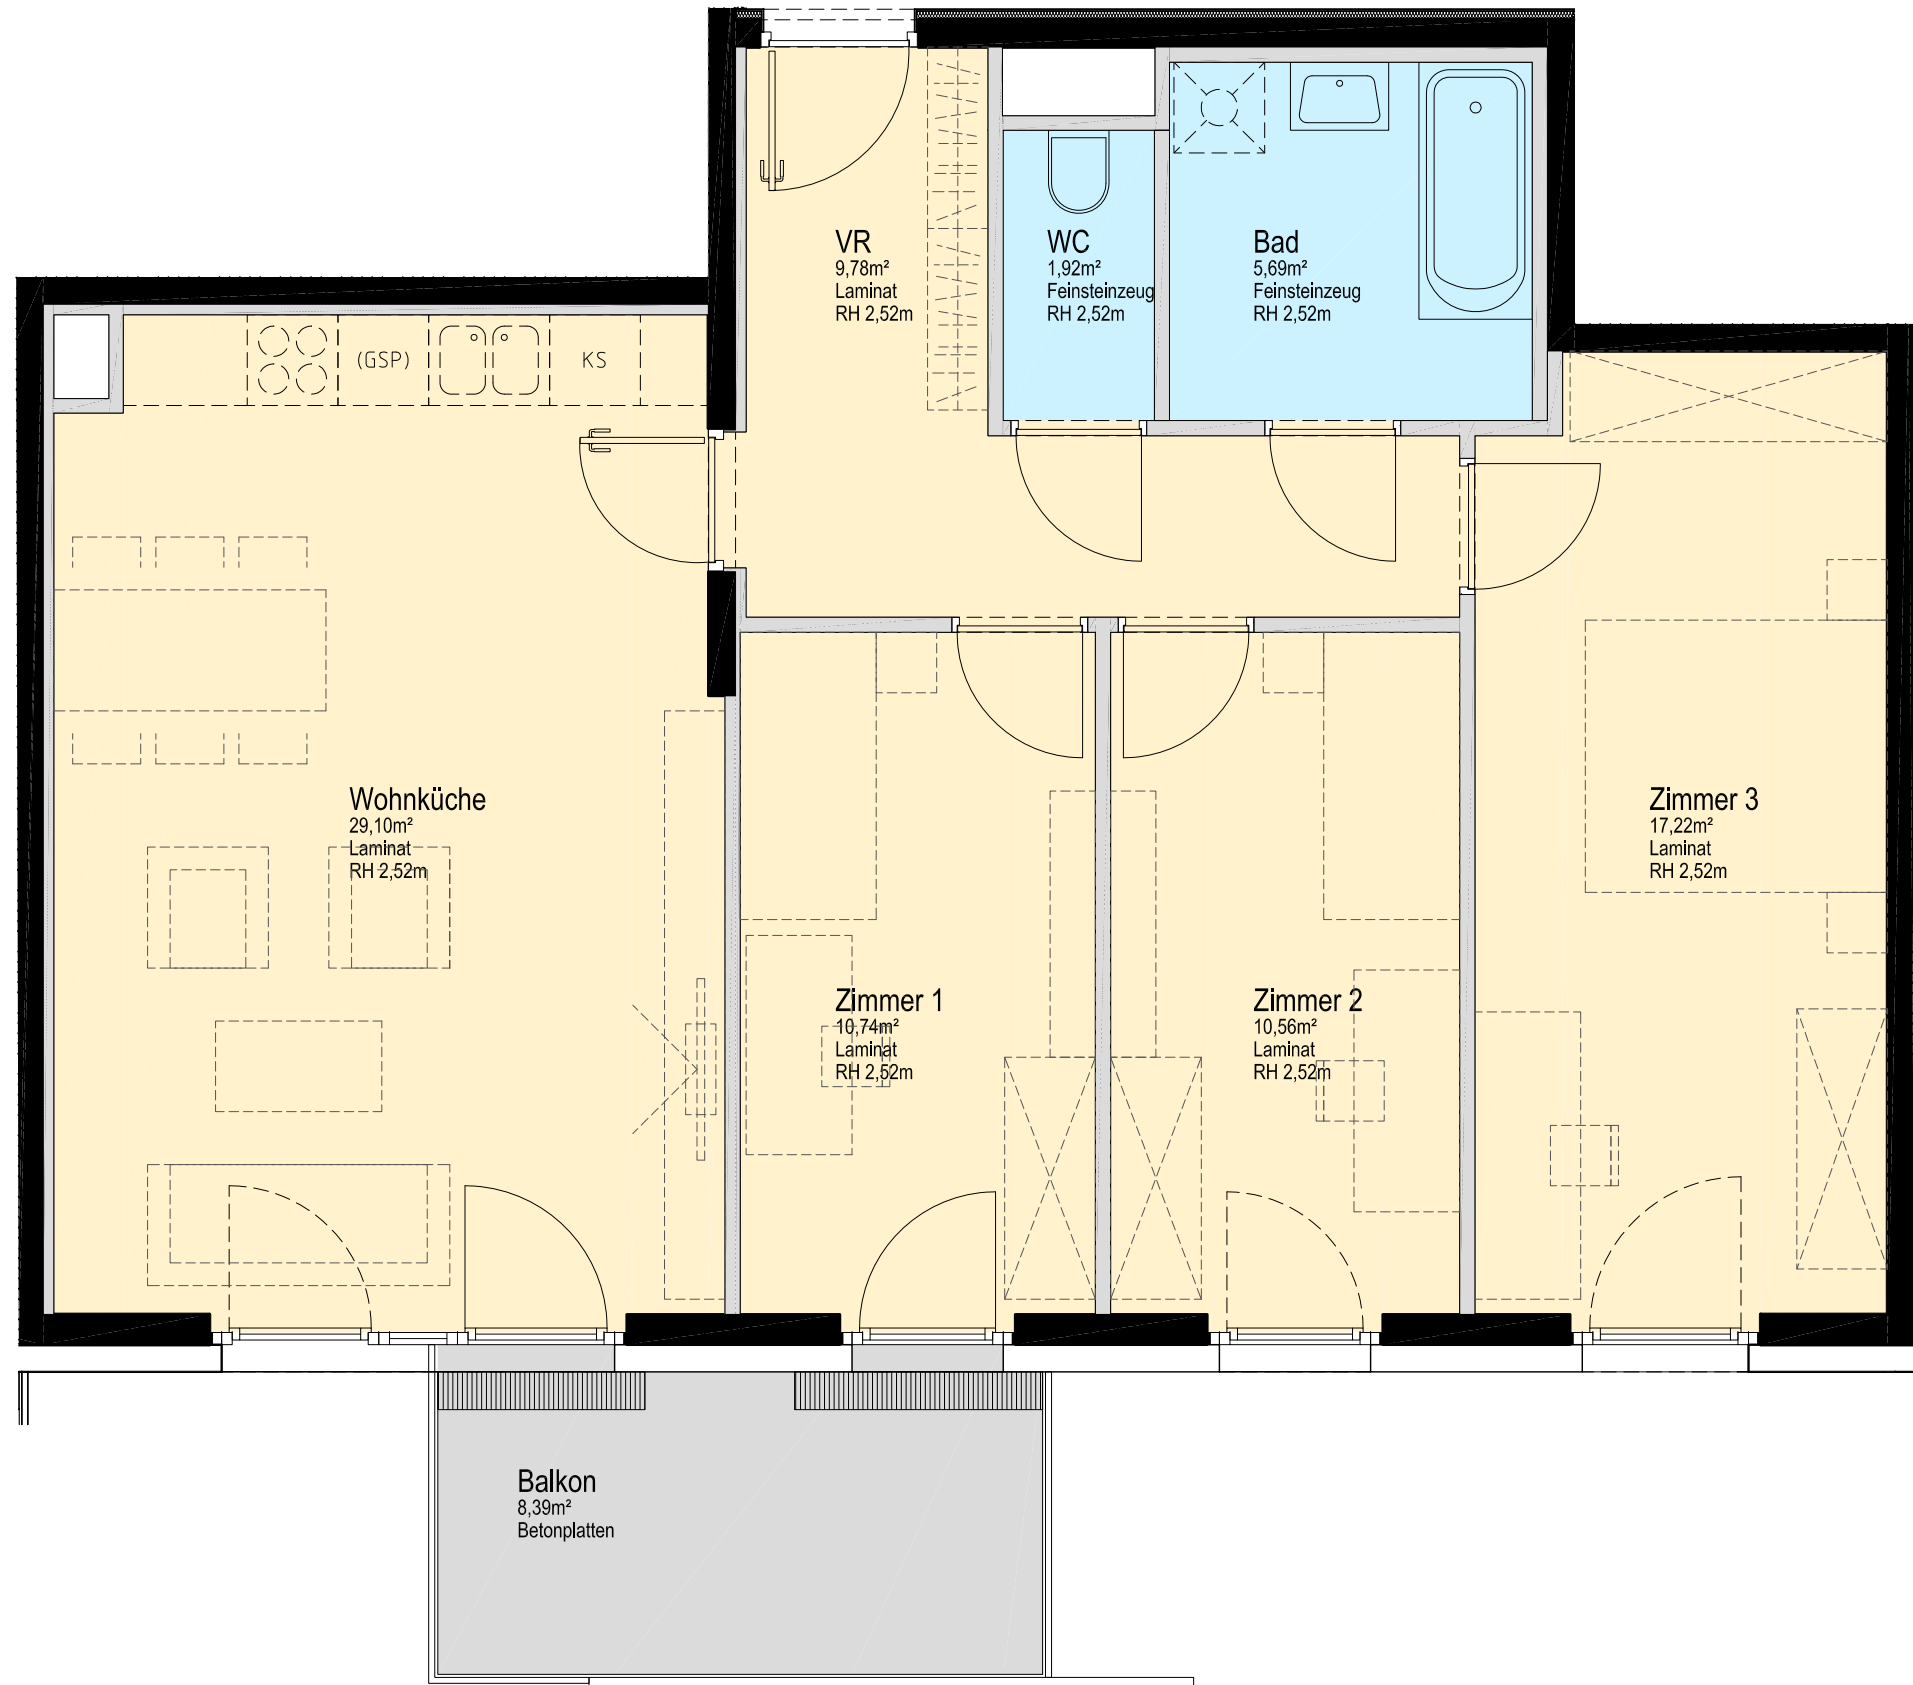 VR
9,78m²
Laminat
RH 2,52m
WC
1,92m²
Feinsteinzeug
RH 2,52m
Bad
5,69m²
Feinsteinzeug
RH 2,52m
(GSP)
KS
Wohnküche
29,10m²
Laminat
RH 2,52m
Zimmer 3
17,22m²
Laminat
RH 2,52m
Zimmer 1
10,74m²
Laminat
RH 2,52m
Zimmer 2
10,56m²
Laminat
RH 2,52m
Balkon
8,39m²
Betonplatten